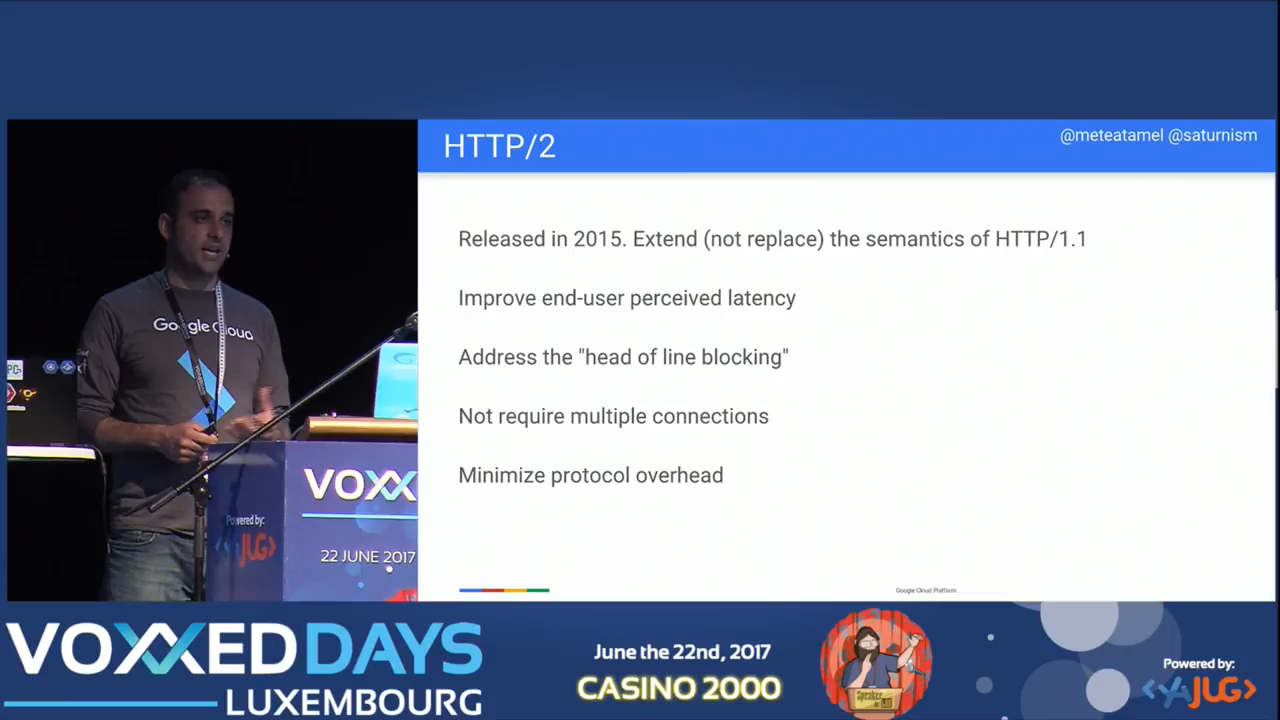 HTTP/2
@meteatamel @saturnism
Released in 2015. Extend (not replace) the semantics of HTTP/1.1
Improve end-user perceived latency
Address the "head of line blocking"
Not require multiple connections
Minimize protocol overhead
Google Cloud Platform
Google Cloud
VOXX
Powered by:
JUG>
22 JUNE 2017
VOXXED DAYS
LUXEMBOURG
June the 22nd, 2017
CASINO 2000
Speaker
Powered by:
<YAJUG>